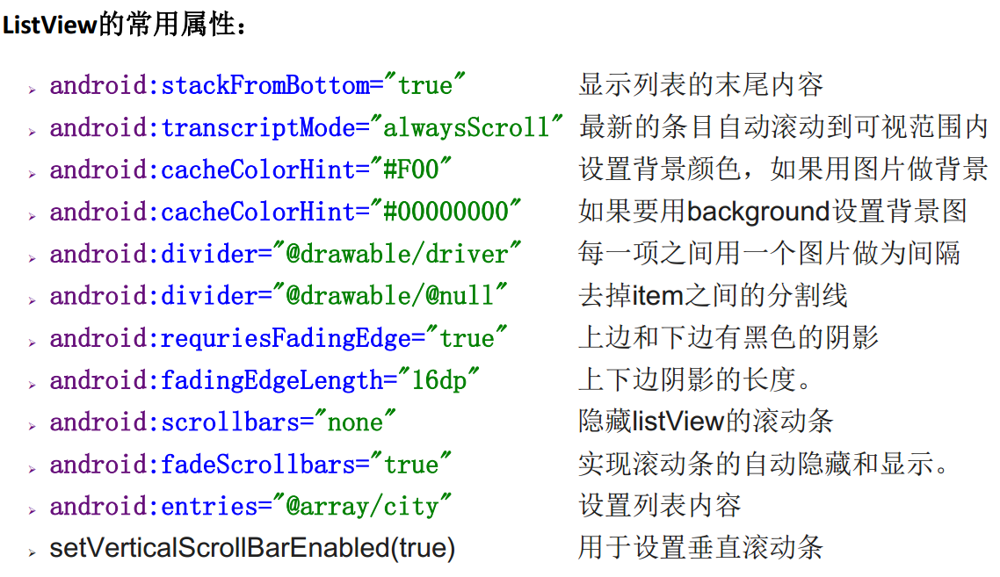 ListView的常用属性：
android:stackFromBottom="true" 显示列表的末尾内容
android:transcriptMode="alwaysScroll" 最新的条目自动滚动到可视范围内
android:cacheColorHint="#F00" 设置背景颜色，如果用图片做背景
android:cacheColorHint="#00000000" 如果要用background设置背景图
android:divider="@drawable/driver" 每一项之间用一个图片做为间隔
android:divider="@drawable/@null" 去掉item之间的分割线
android:requriesFadingEdge="true" 上边和下边有黑色的阴影
android:fadingEdgeLength="16dp" 上下边阴影的长度。
android:scrollbars="none" 隐藏listView的滚动条
android:fadeScrollbars="true" 实现滚动条的自动隐藏和显示。
android:entries="@array/city" 设置列表内容
setVerticalScrollBarEnabled(true) 用于设置垂直滚动条